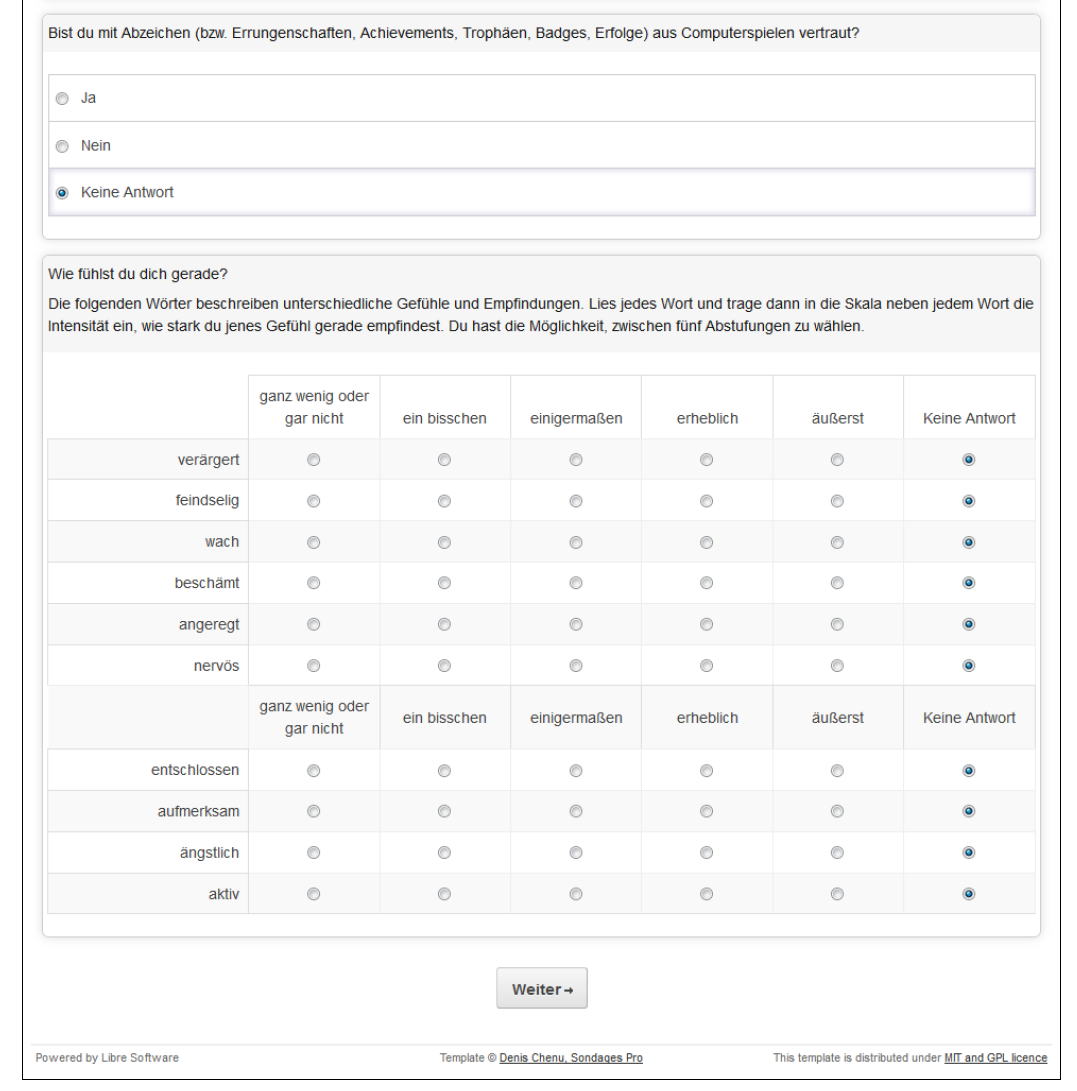 Bist du mit Abzeichen (bzw. Errungenschaften, Achievements, Trophäen, Badges, Erfolge) aus Computerspielen vertraut?
Ja
Nein
Keine Antwort
Wie fühlst du dich gerade?
Die folgenden Wörter beschreiben unterschiedliche Gefühle und Empfindungen. Lies jedes Wort und trage dann in die Skala neben jedem Wort die
Intensität ein, wie stark du jenes Gefühl gerade empfindest. Du hast die Möglichkeit, zwischen fünf Abstufungen zu wählen.
ganz wenig oder
gar nicht ein bisschen einigermaßen erheblich äußerst Keine Antwort
verärgert
feindselig
wach
beschämt
angeregt
nervös
ganz wenig oder
gar nicht ein bisschen einigermaßen erheblich äußerst Keine Antwort
entschlossen
aufmerksam
ängstlich
aktiv
Weiter→
Powered by Libre Software Template © Denis Chenu, Sondages Pro This template is distributed under MIT and GPL licence